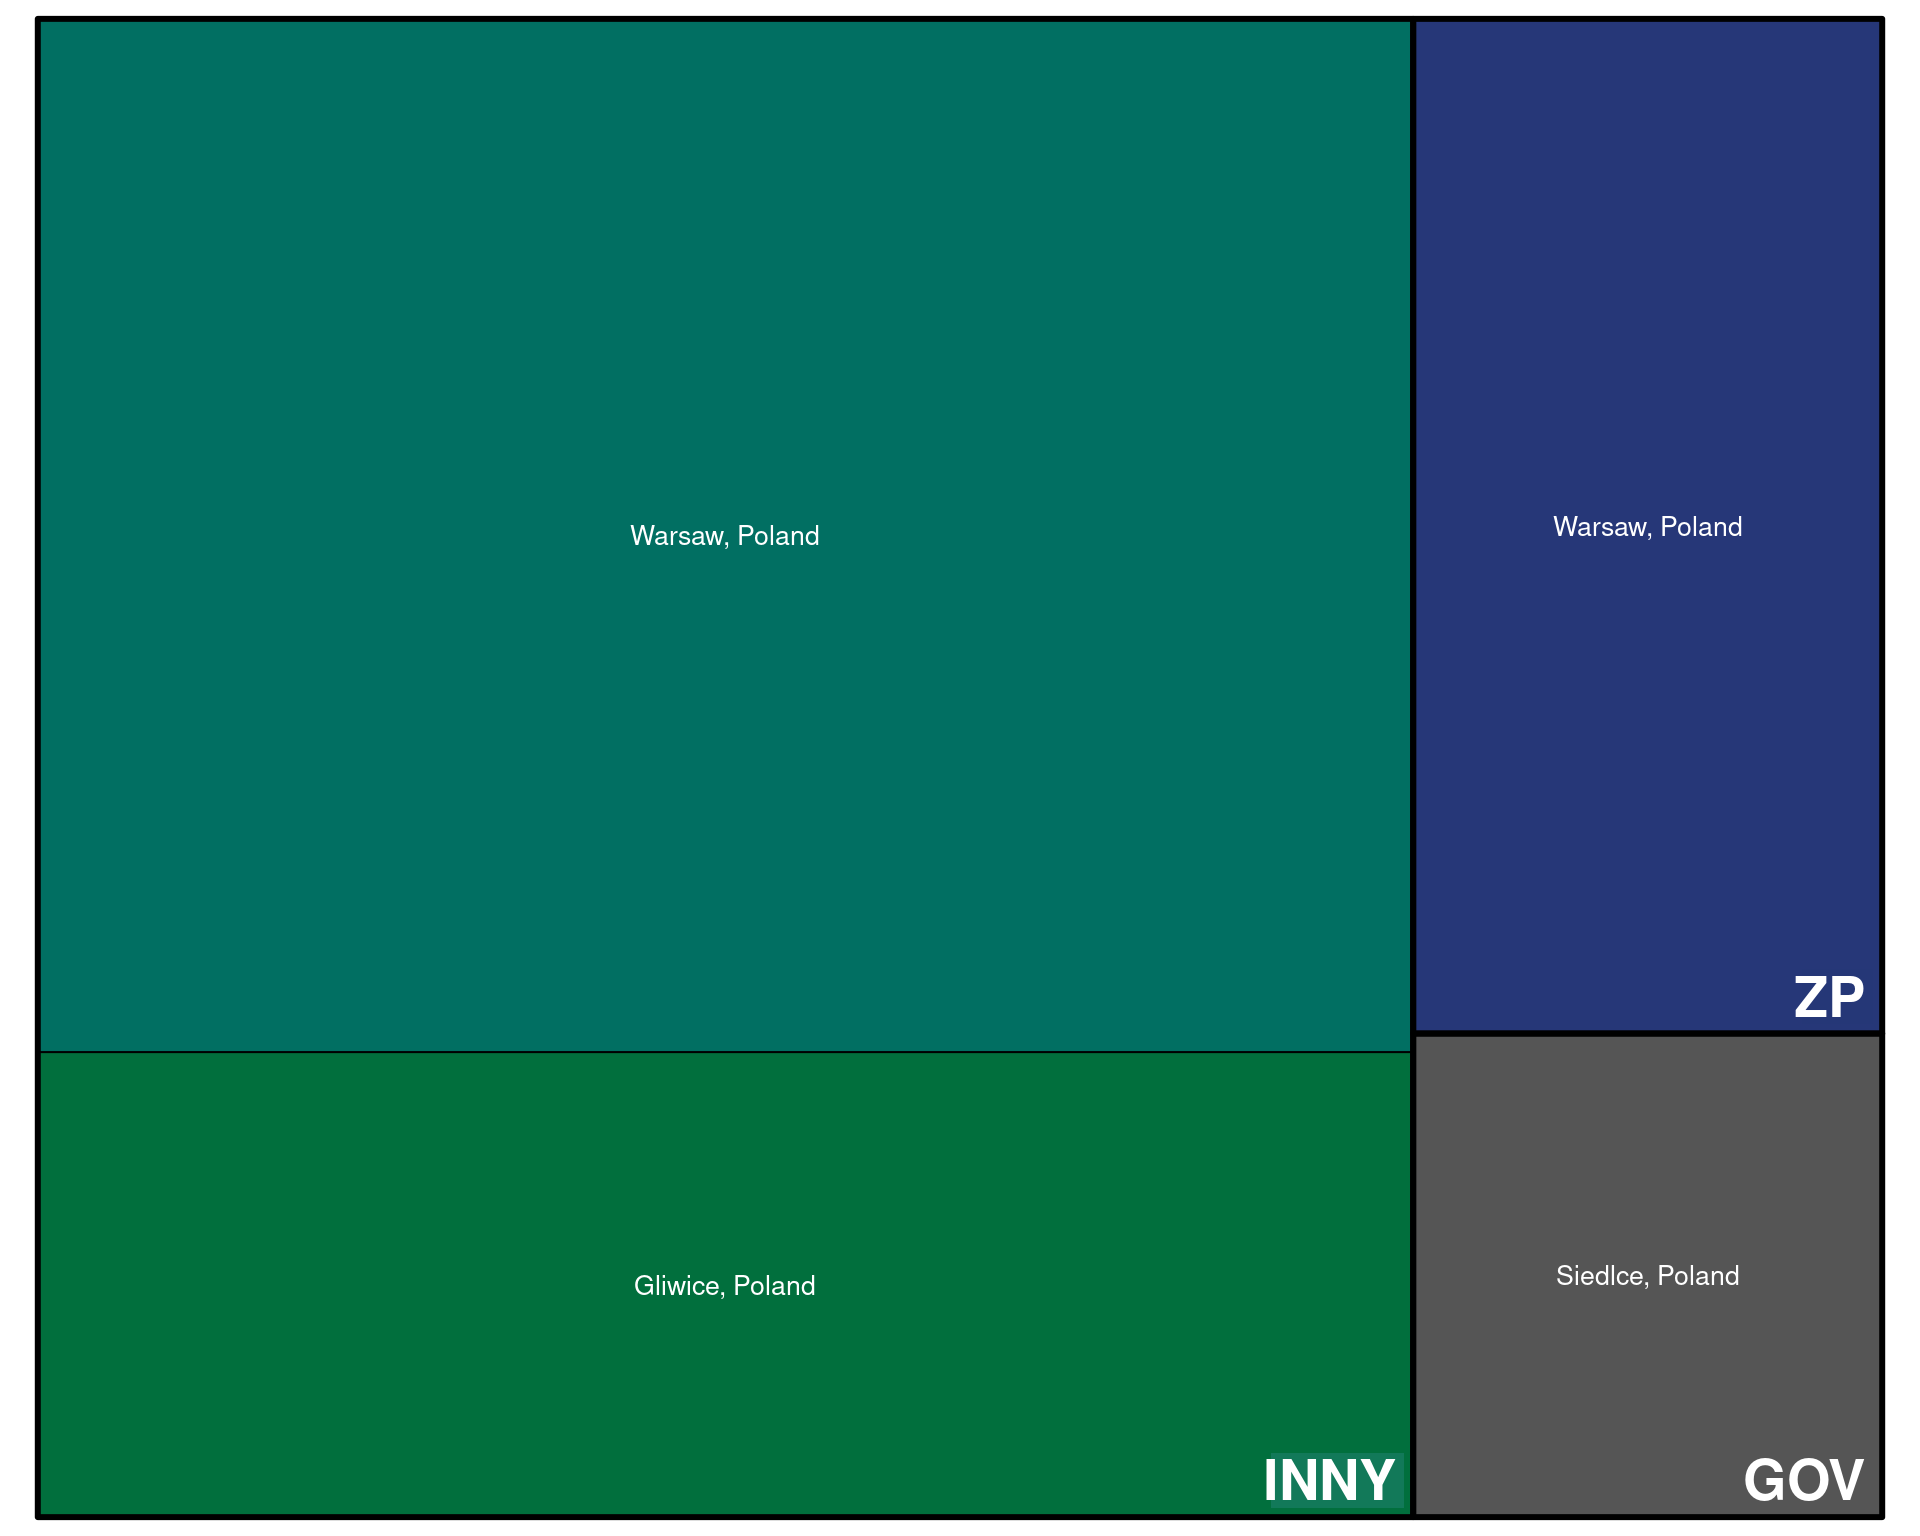 Warsaw, Poland
Gliwice, Poland
INNY
Warsaw, Poland
ZP
Siedlce, Poland
GOV